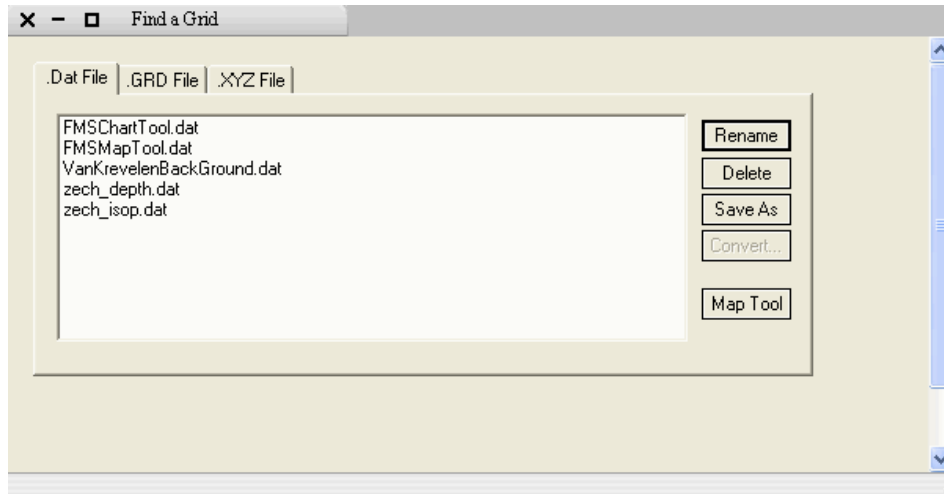 Find a Grid
.Dat File .GRD File .XYZ File
FMSChartTool.dat
FMSMapTool.dat
VanKrevelenBackGround.dat
zech_depth.dat
zech_isop.dat
Rename
Delete
Save As
Convert...
Map Tool